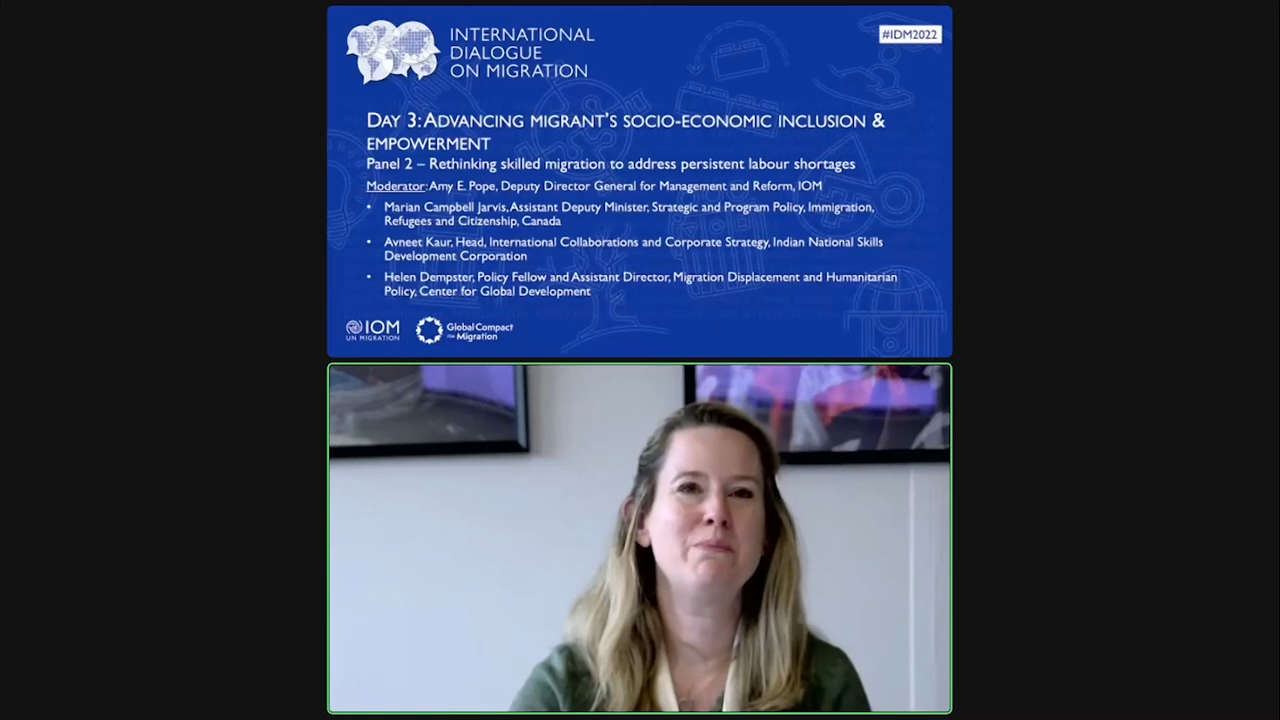 INTERNATIONAL
DIALOGUE
ON MIGRATION
#IDM2022
DAY 3: ADVANCING MIGRANT'S SOCIO-ECONOMIC INCLUSION &
EMPOWERMENT
Panel 2 – Rethinking skilled migration to address persistent labour shortages
Moderator: Amy E. Pope, Deputy Director General for Management and Reform, IOM
• Marian Campbell Jarvis, Assistant Deputy Minister, Strategic and Program Policy, Immigration,
Refugees and Citizenship, Canada
• Avneet Kaur, Head, International Collaborations and Corporate Strategy, Indian National Skills
Development Corporation
• Helen Dempster, Policy Fellow and Assistant Director, Migration Displacement and Humanitarian
Policy, Center for Global Development
IOM
UN MIGRATION
Global Compact
FOR Migration